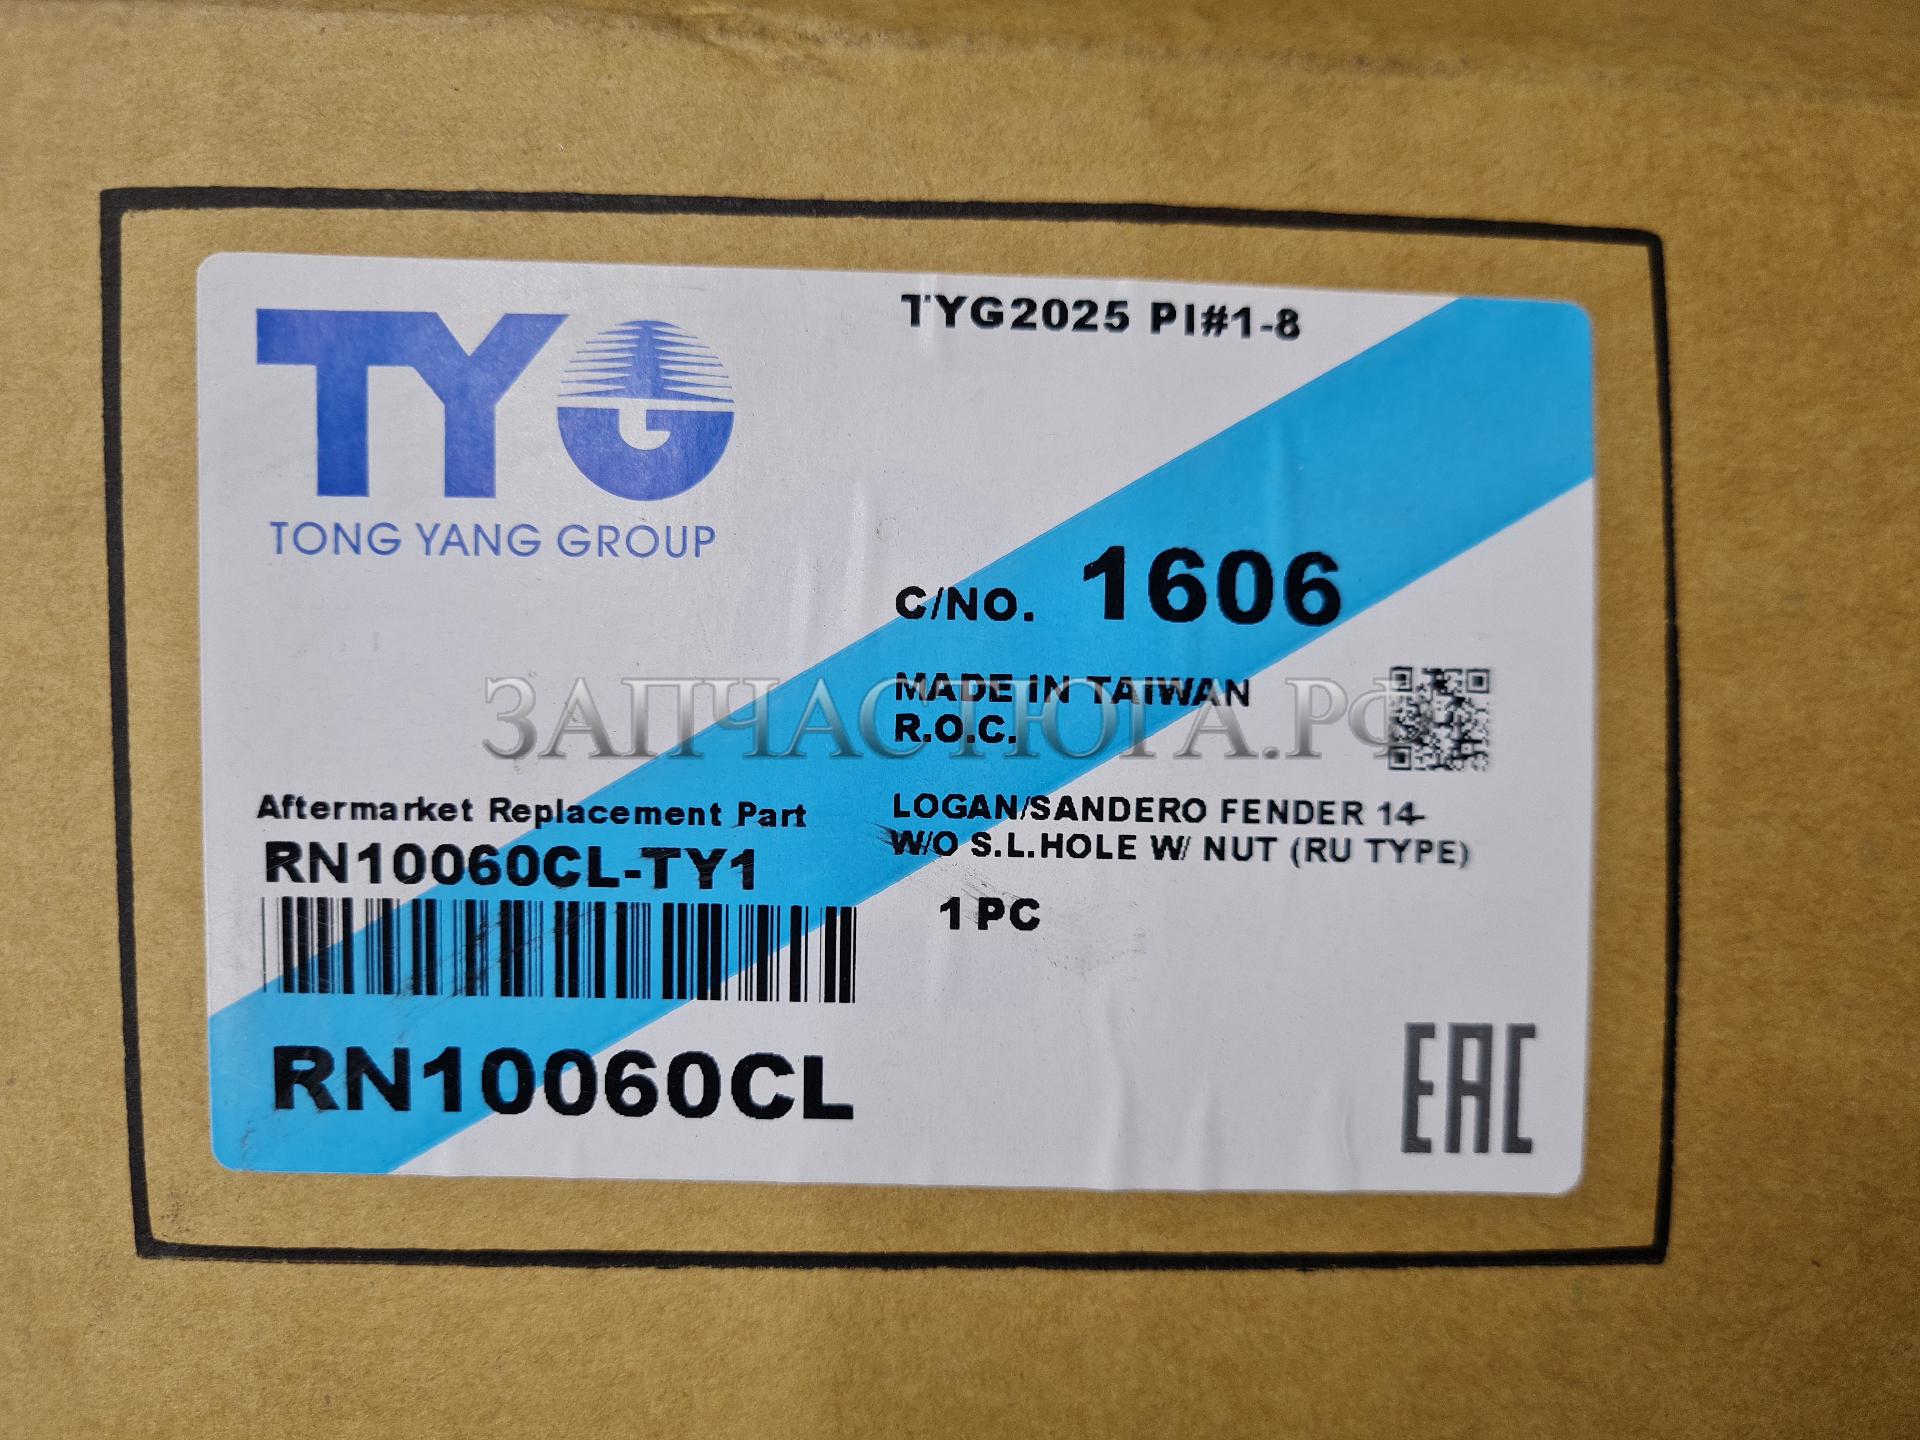 TYG
TONG YANG GROUP
TYG2025 PI#1-8
C/NO. 1606
MADE IN TAIWAN
R.O.C.
ЗАПЧАСТЮГА.РФ
Aftermarket Replacement Part
RN10060CL-TY1
LOGAN/SANDERO FENDER 14-
W/O S.L.HOLE W/ NUT (RU TYPE)
1 PC
RN10060CL
EAC